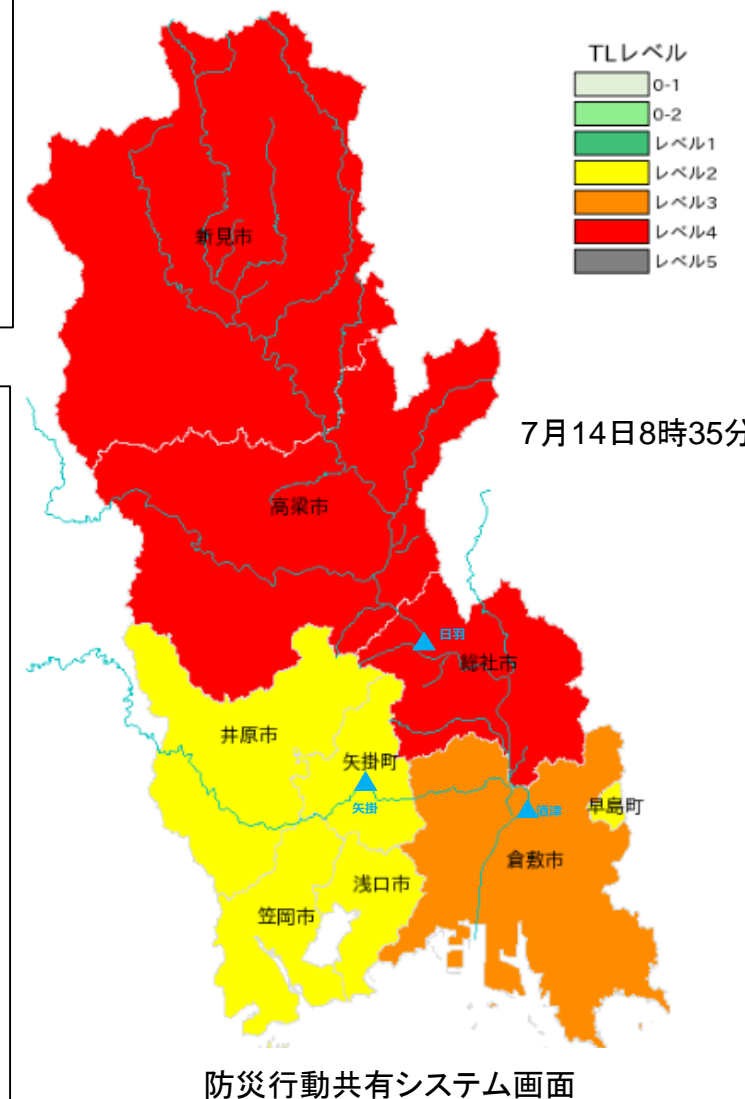 TLレベル
0-1
0-2
レベル1
レベル2
レベル3
レベル4
レベル5
新見市
7月14日8時35分
高梁市
日羽
総社市
井原市
矢掛町
矢掛
酒津
早島町
倉敷市
浅口市
笠岡市
防災行動共有システム画面